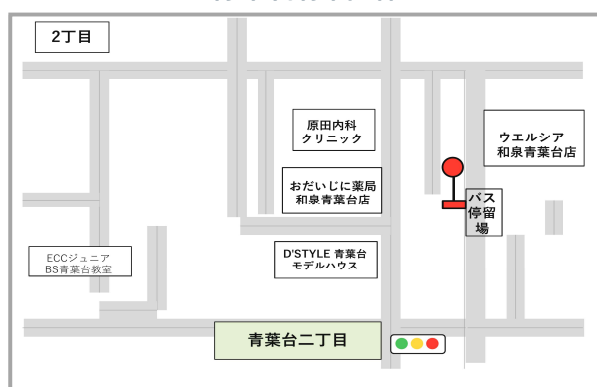 2丁目
原田内科
クリニック
ウエルシア
和泉青葉台店
おだいじに薬局
和泉青葉台店
バス
停留
場
ECCジュニア
BS青葉台教室
D'STYLE 青葉台
モデルハウス
青葉台二丁目